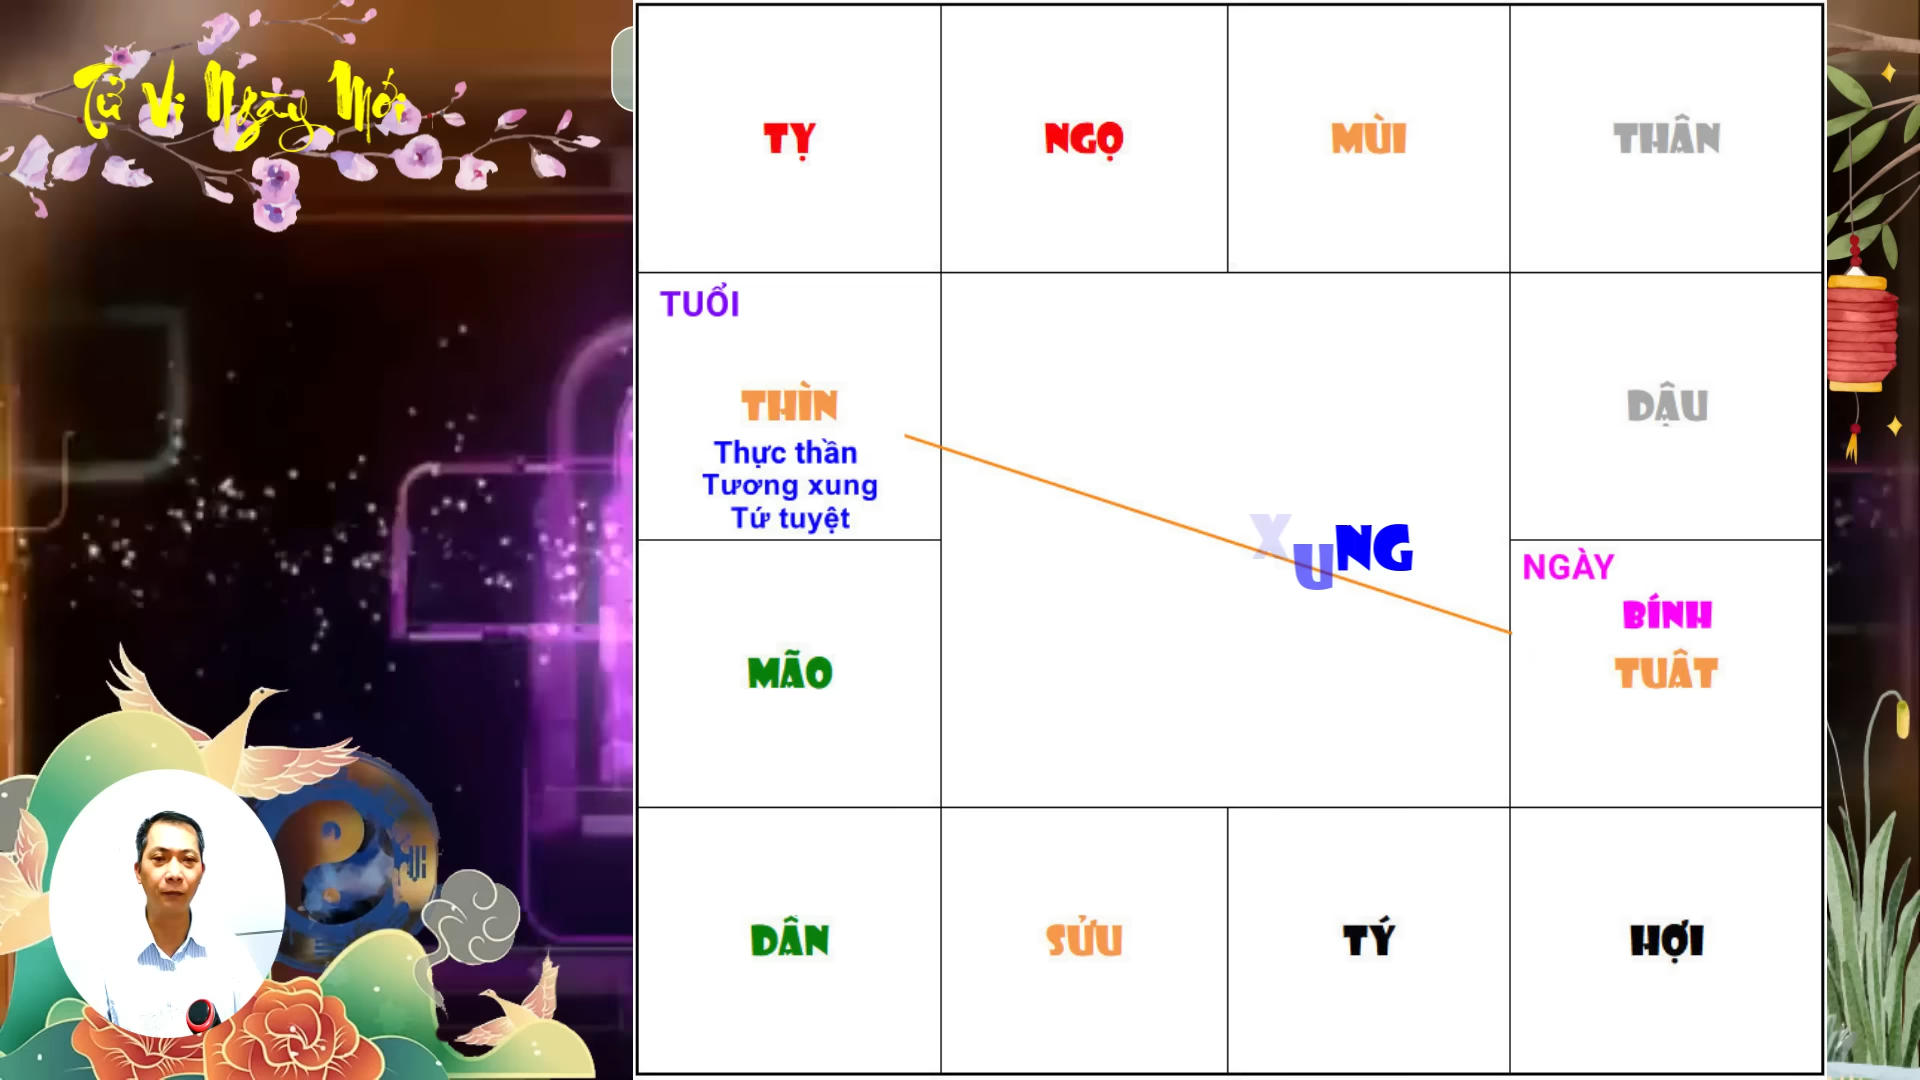 Tử Vi Ngày Mới
TỴ
NGỌ
MÙI
THÂN
TUỔI
THÌN
Thực thần
Tương xung
Tứ tuyệt
DẬU
XUNG
NGÀY
BÍNH
TUẤT
MÃO
DẦN
SỬU
TÝ
HỢI